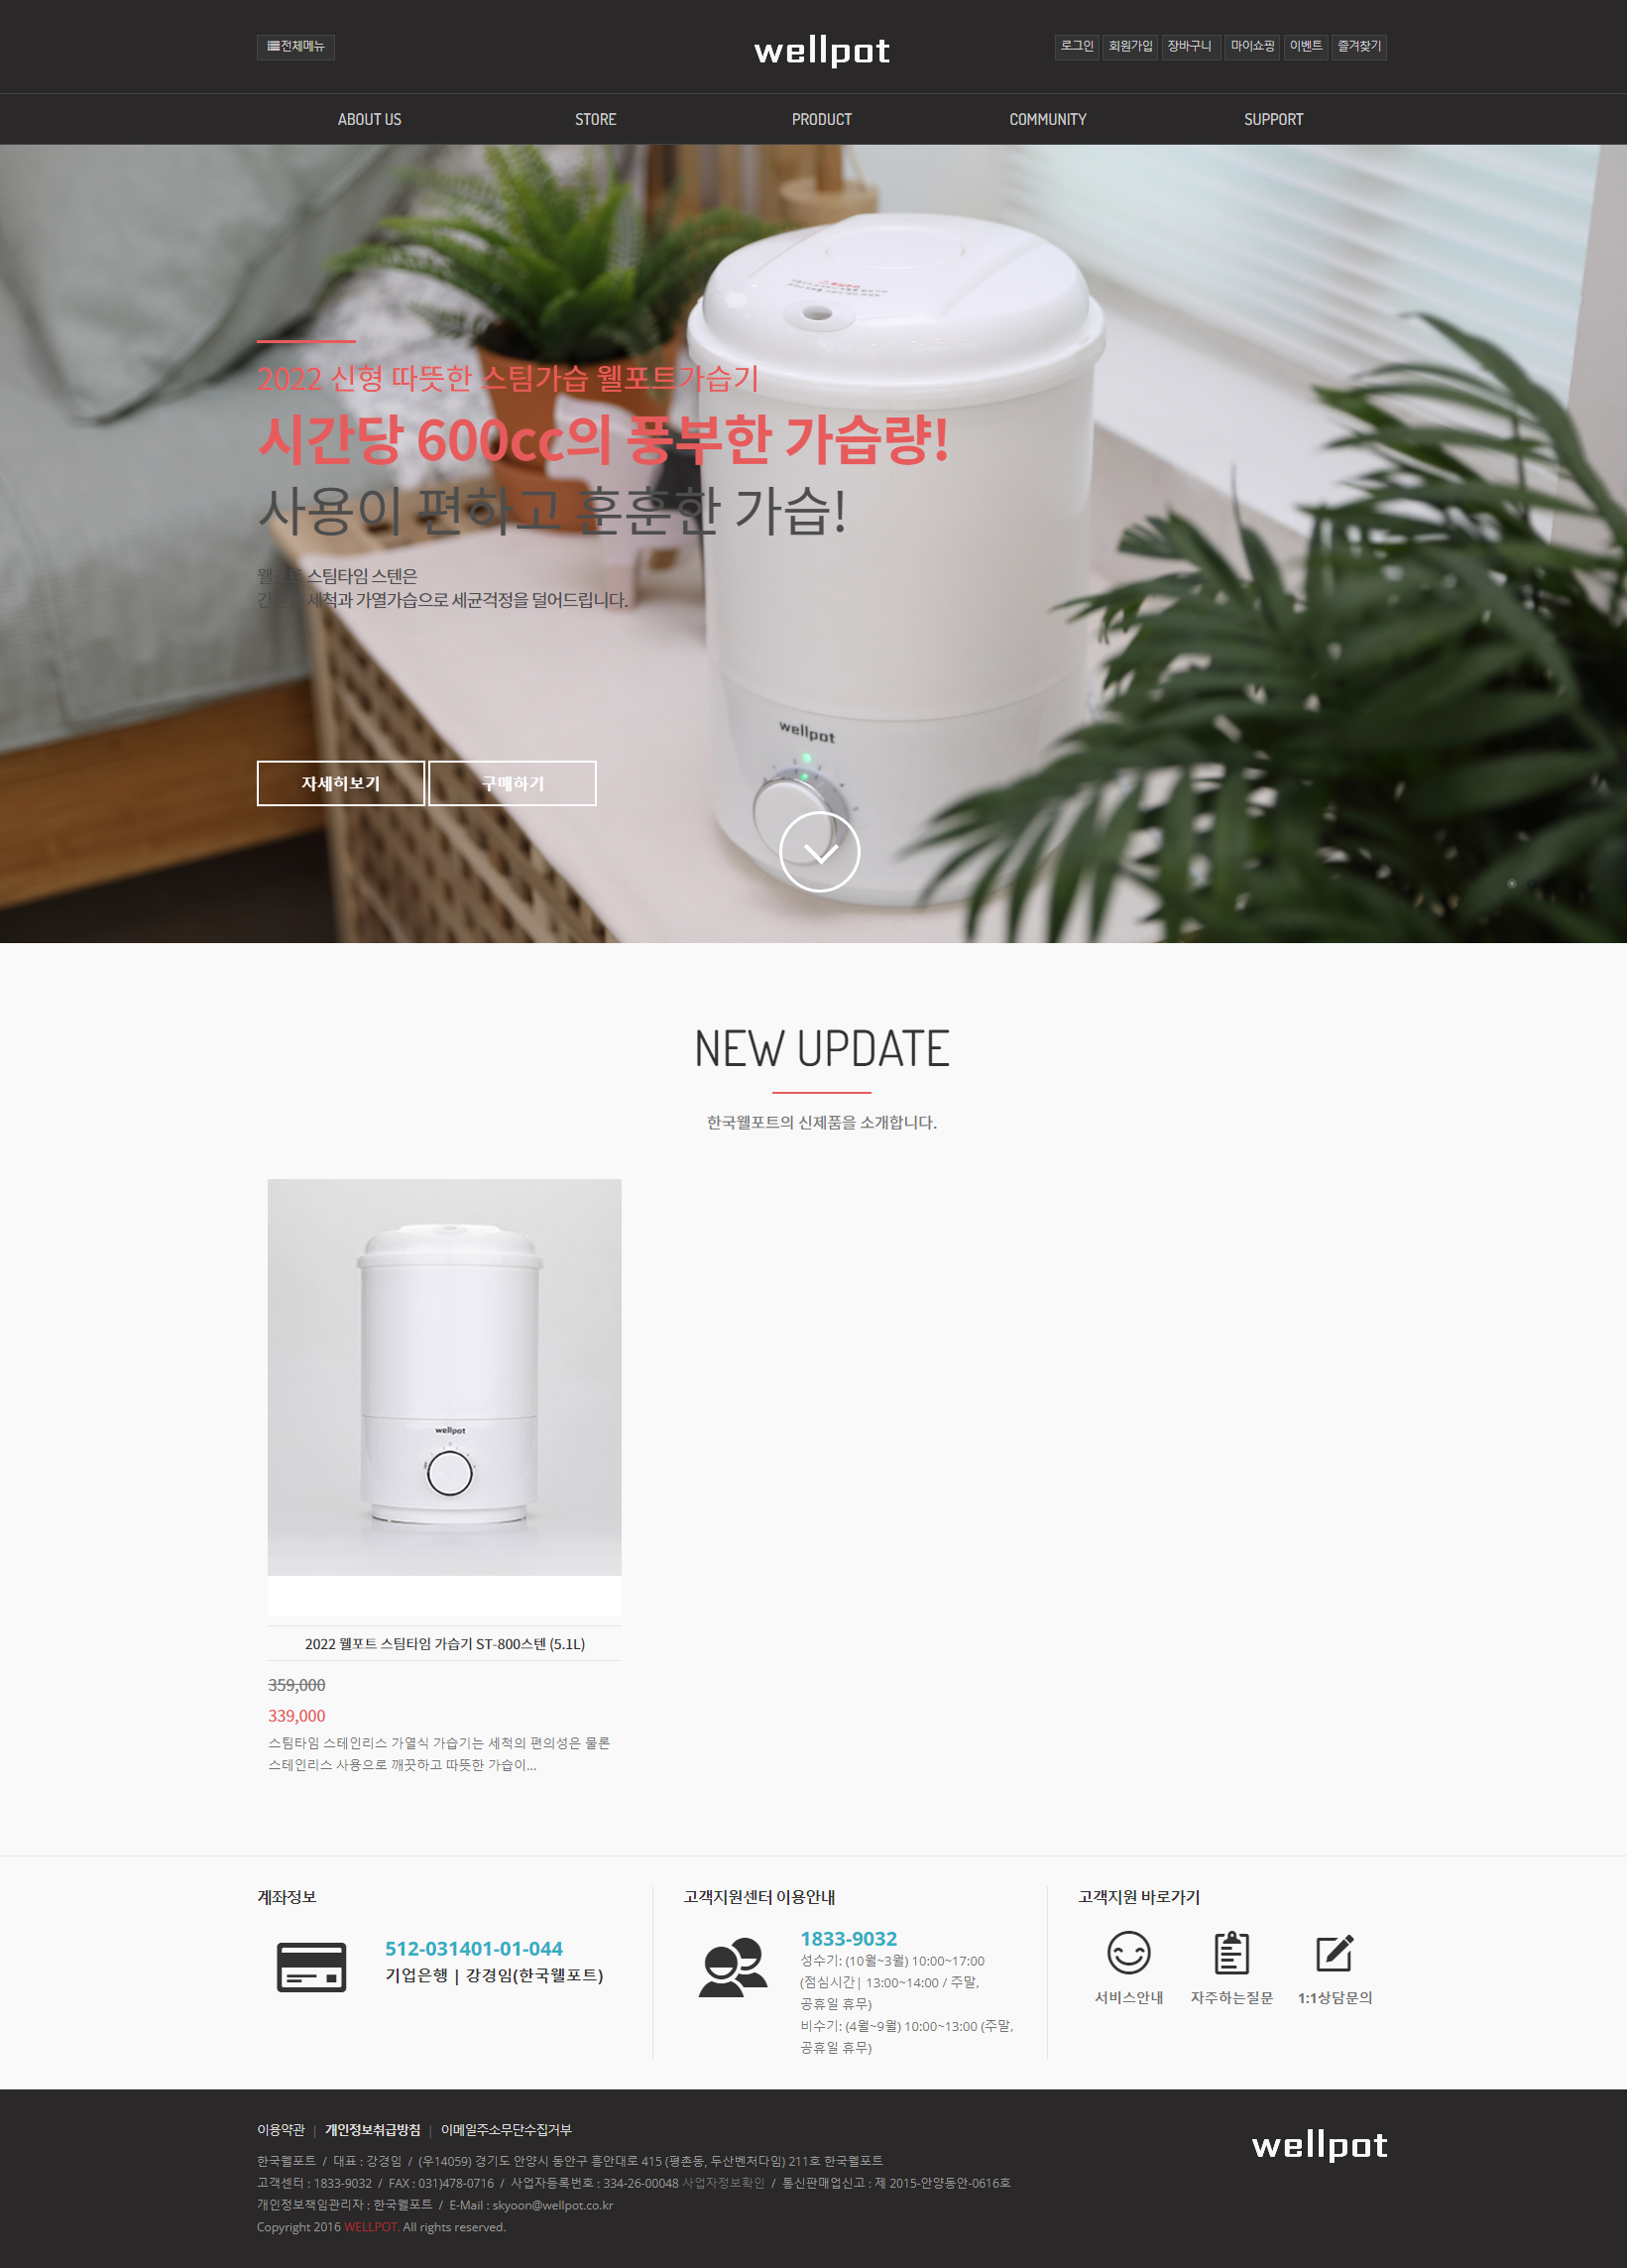 전체메뉴
wellpot
로그인 회원가입 장바구니 마이쇼핑 이벤트 즐겨찾기
ABOUT US STORE PRODUCT COMMUNITY SUPPORT
2022 신형 따뜻한 스팀가습 웰포트가습기
시간당 600cc의 풍부한 가습량!
사용이 편하고 훈훈한 가습!
웰포트 스팀타임 스텐은
세척과 가열가습으로 세균걱정을 덜어드립니다.
wellpot
자세히보기 구매하기
NEW UPDATE
한국웰포트의 신제품을 소개합니다.
wellpot
2022 웰포트 스팀타임 가습기 ST-800스텐 (5.1L)
359,000
339,000
스팀타임 스테인리스 가열식 가습기는 세척의 편의성은 물론
스테인리스 사용으로 깨끗하고 따뜻한 가습이...
계좌정보
512-031401-01-044
기업은행 | 강경임(한국웰포트)
고객지원센터 이용안내
1833-9032
성수기: (10월~3월) 10:00~17:00
(점심시간| 13:00~14:00 / 주말,
공휴일 휴무)
비수기: (4월~9월) 10:00~13:00 (주말,
공휴일 휴무)
고객지원 바로가기
서비스안내 자주하는질문 1:1상담문의
이용약관 | 개인정보취급방침 | 이메일주소무단수집거부
wellpot
한국웰포트 / 대표 : 강경임 / (우14059) 경기도 안양시 동안구 흥안대로 415 (평촌동, 두산벤처다임) 211호 한국웰포트
고객센터 : 1833-9032 / FAX : 031)478-0716 / 사업자등록번호 : 334-26-00048 사업자정보확인 / 통신판매업신고 : 제 2015-안양동안-0616호
개인정보책임관리자 : 한국웰포트 / E-Mail : skyoon@wellpot.co.kr
Copyright 2016 WELLPOT. All rights reserved.